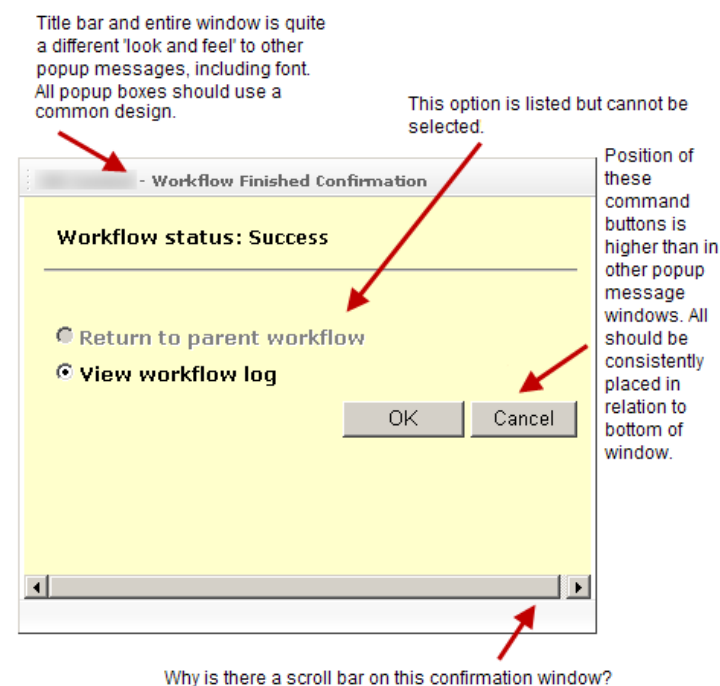 Title bar and entire window is quite
a different 'look and feel' to other
popup messages, including font.
All popup boxes should use a
common design.
This option is listed but cannot be
selected.
Position of
these
command
buttons is
higher than in
other popup
message
windows. All
should be
consistently
placed in
relation to
bottom of
window.
- Workflow Finished Confirmation
Workflow status: Success
Return to parent workflow
View workflow log
OK
Cancel
Why is there a scroll bar on this confirmation window?